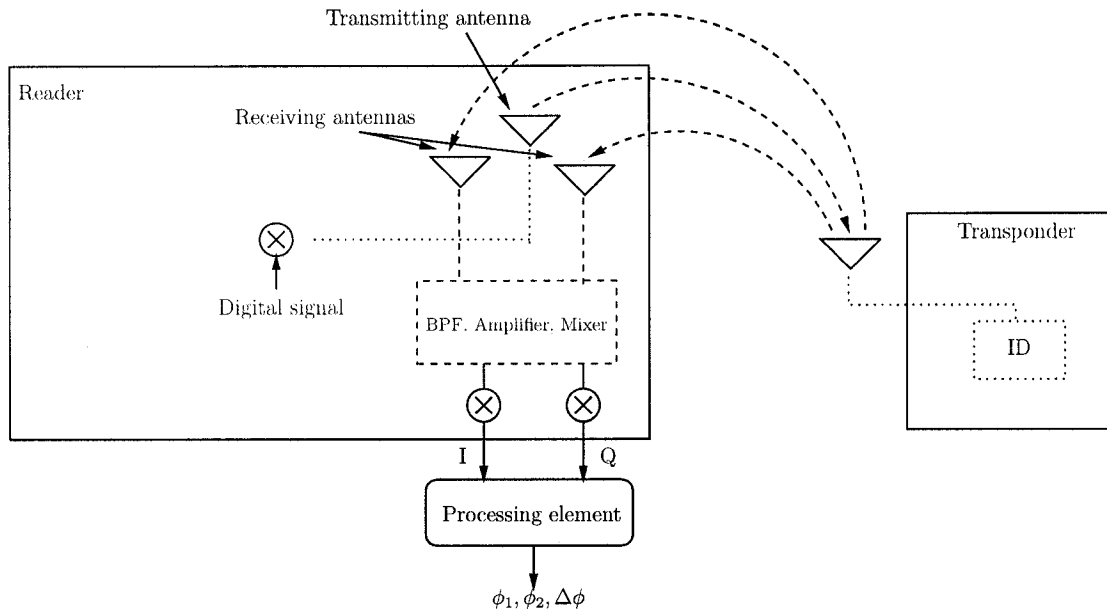 Transmitting antenna
Reader
Receiving antennas
Transponder
Digital signal
BPF. Amplifier. Mixer
ID
I
Q
Processing element
ϕ₁, ϕ₂, Δϕ